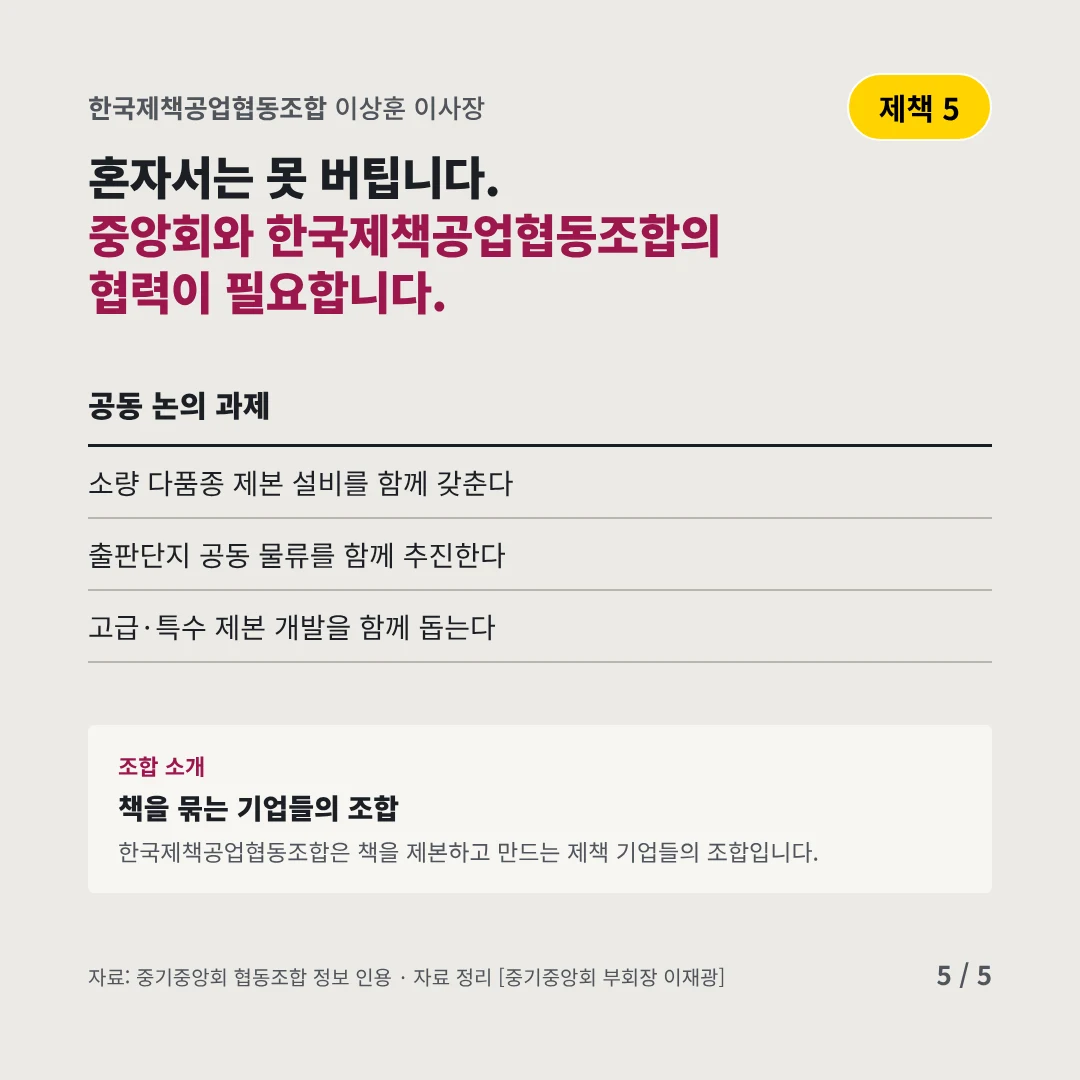 한국제책공업협동조합 이상훈 이사장
제책 5
혼자서는 못 버팁니다.
중앙회와 한국제책공업협동조합의
협력이 필요합니다.
공동 논의 과제
소량 다품종 제본 설비를 함께 갖춘다
출판단지 공동 물류를 함께 추진한다
고급·특수 제본 개발을 함께 돕는다
조합 소개
책을 묶는 기업들의 조합
한국제책공업협동조합은 책을 제본하고 만드는 제책 기업들의 조합입니다.
자료: 중기중앙회 협동조합 정보 인용 · 자료 정리 [중기중앙회 부회장 이재광]
5 / 5